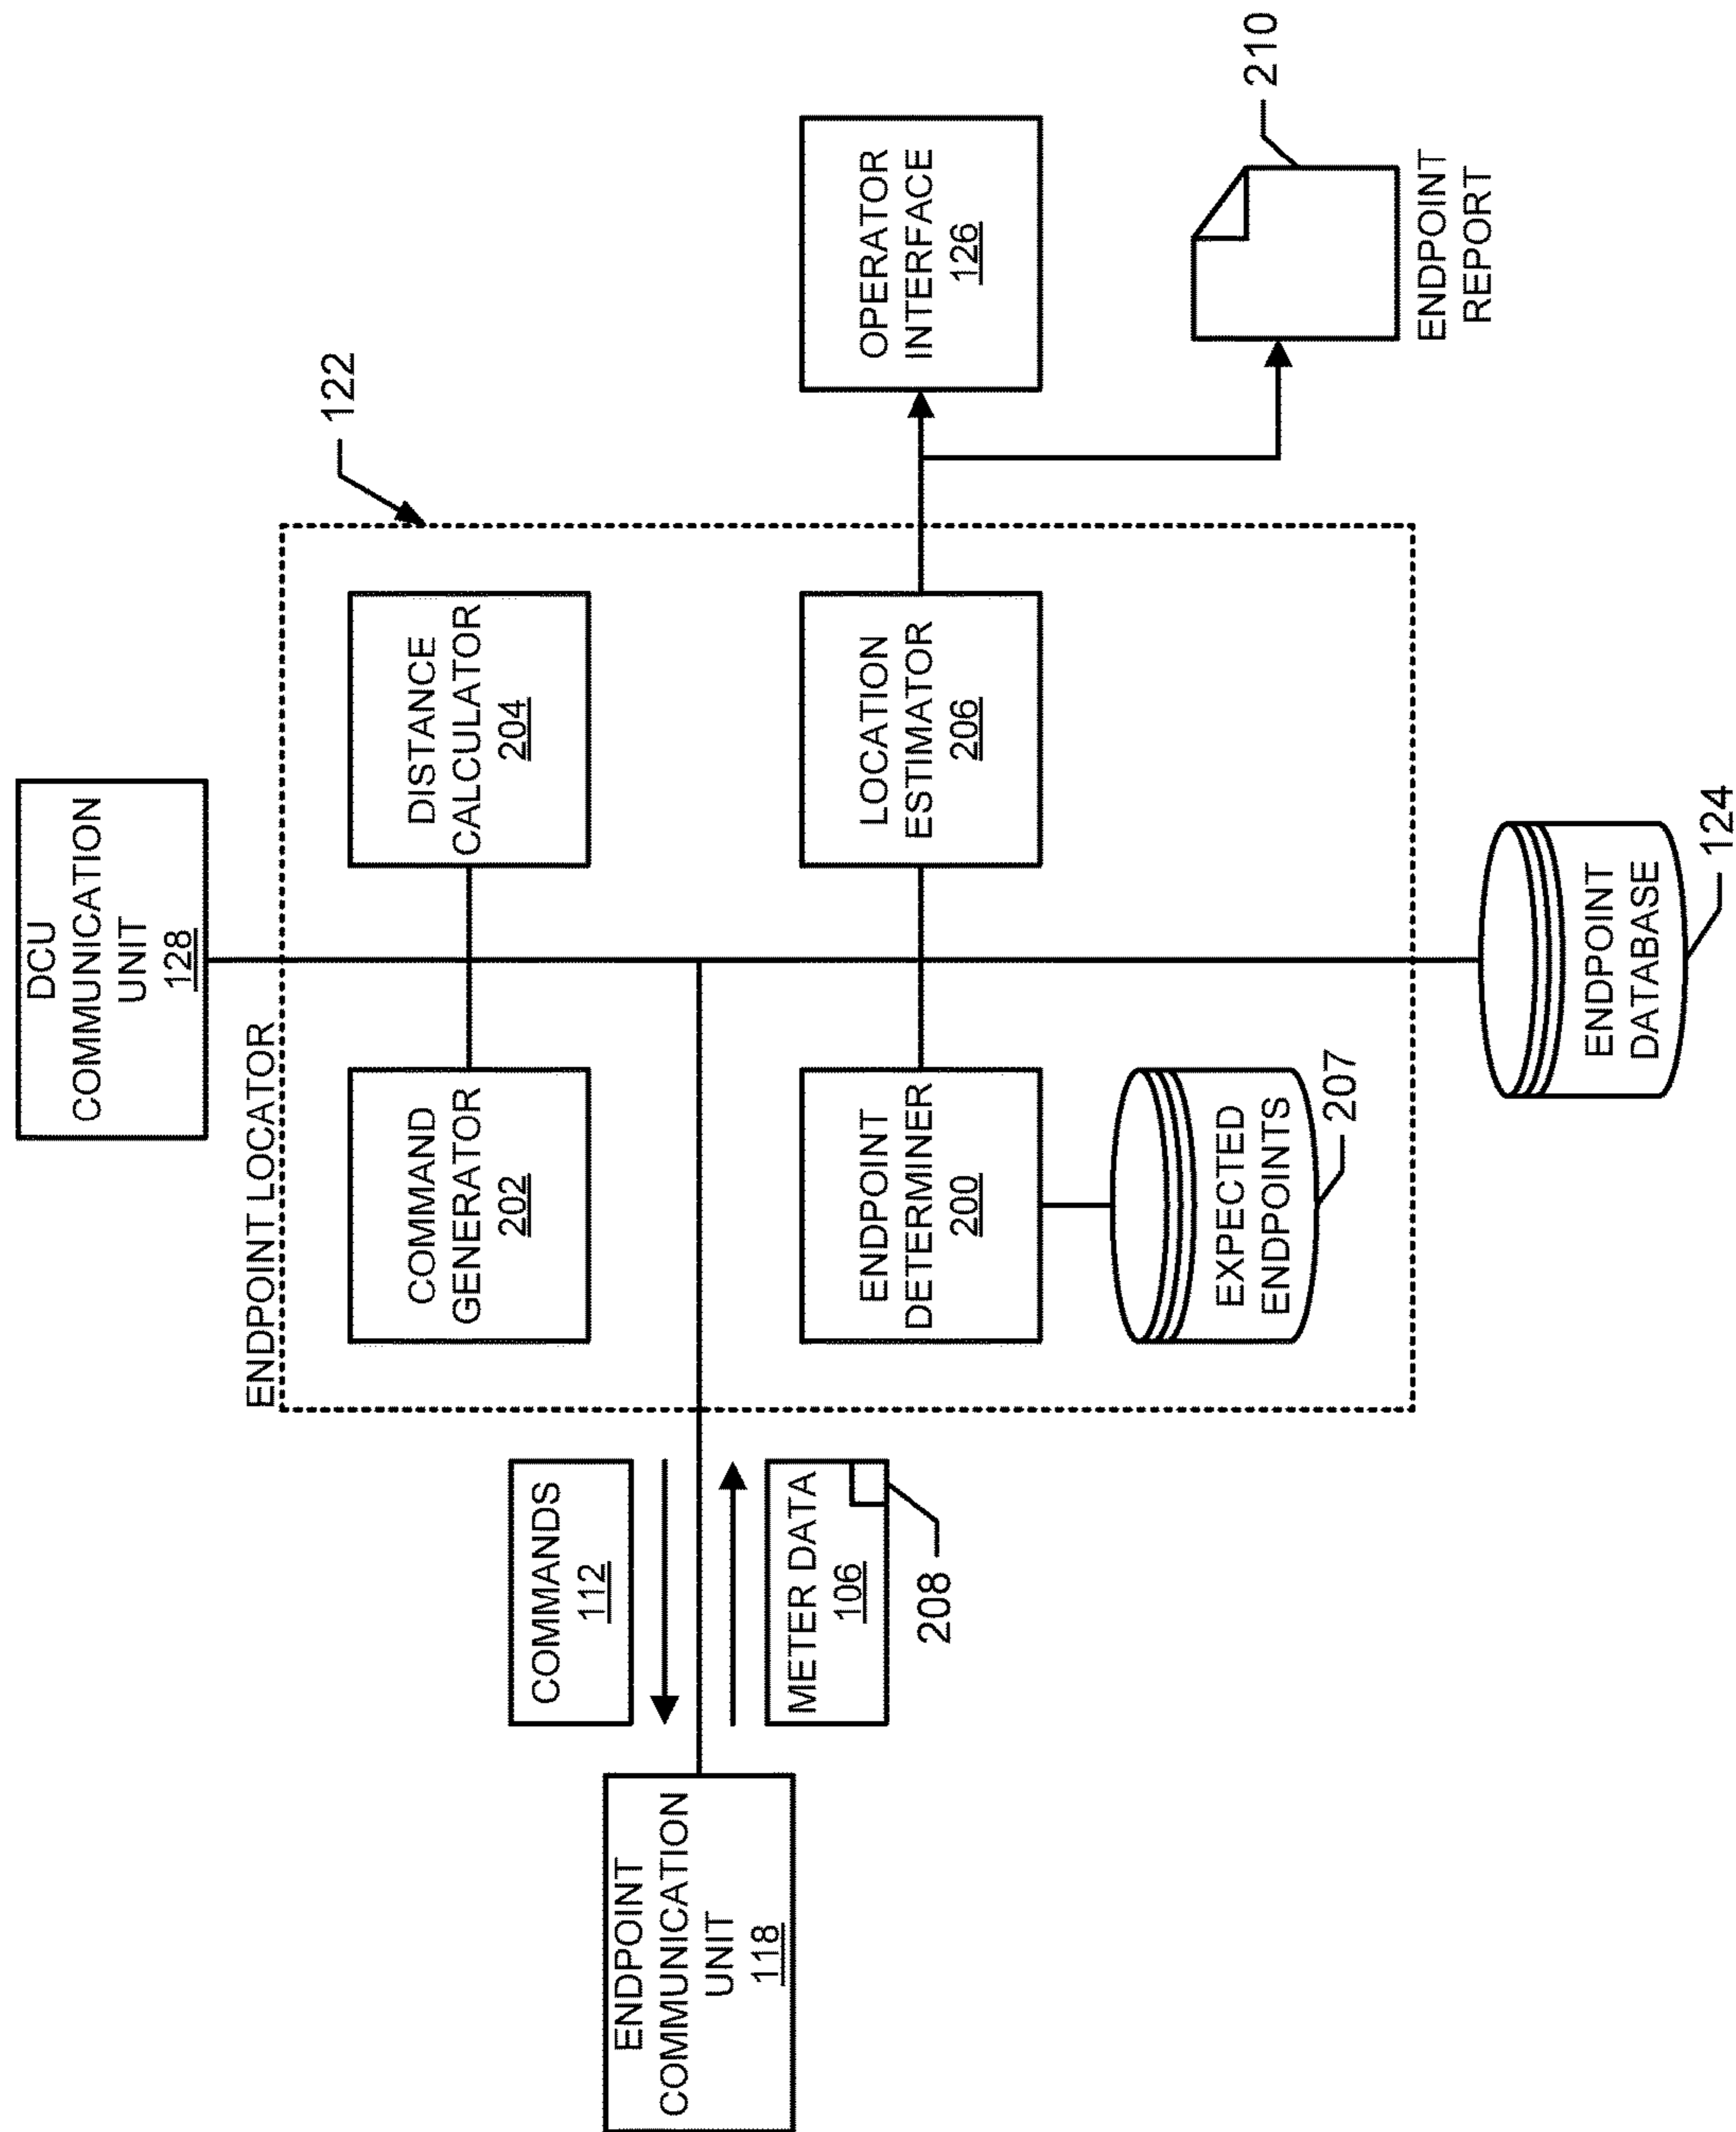 DCU
COMMUNICATION
UNIT
128
ENDPOINT LOCATOR
122
COMMAND
GENERATOR
202
DISTANCE
CALCULATOR
204
ENDPOINT
COMMUNICATION
UNIT
118
COMMANDS
112
METER DATA
106
208
ENDPOINT
DETERMINER
200
LOCATION
ESTIMATOR
206
OPERATOR
INTERFACE
126
EXPECTED
ENDPOINTS
207
210
ENDPOINT
REPORT
ENDPOINT
DATABASE
124